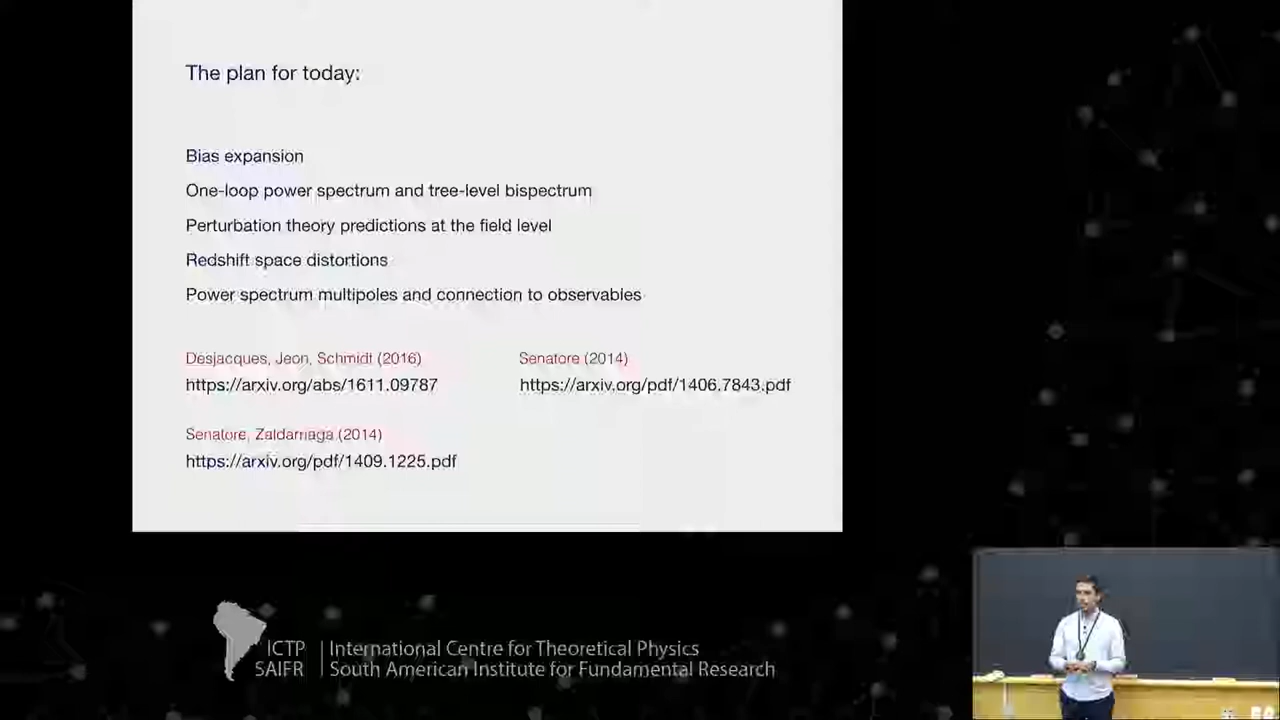 The plan for today:
Bias expansion
One-loop power spectrum and tree-level bispectrum
Perturbation theory predictions at the field level
Redshift space distortions
Power spectrum multipoles and connection to observables
Desjacques, Jeon, Schmidt (2016)
https://arxiv.org/abs/1611.09787
Senatore (2014)
https://arxiv.org/pdf/1406.7843.pdf
Senatore, Zaldarriaga (2014)
https://arxiv.org/pdf/1409.1225.pdf
ICTP
SAIFR
International Centre for Theoretical Physics
South American Institute for Fundamental Research